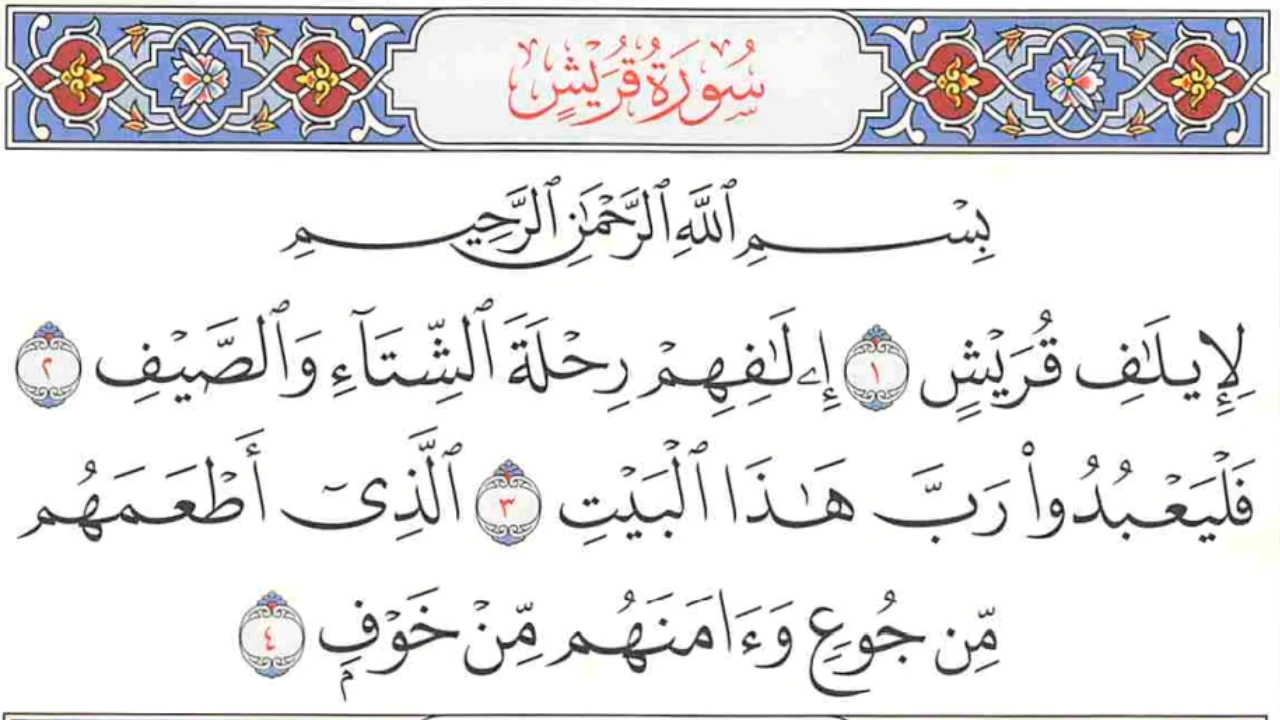 سُورَةُ قُرَيْشٍ
بِسْمِ ٱللَّهِ ٱلرَّحْمَٰنِ ٱلرَّحِيمِ
لِإِيلَٰفِ قُرَيْشٍ ١ إِۦلَٰفِهِمْ رِحْلَةَ ٱلشِّتَآءِ وَٱلصَّيْفِ ٢
فَلْيَعْبُدُوا۟ رَبَّ هَٰذَا ٱلْبَيْتِ ٣ ٱلَّذِىٓ أَطْعَمَهُم
مِّن جُوعٍ وَءَامَنَهُم مِّنْ خَوْفٍۭ ٤